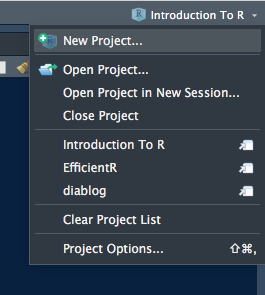 Introduction To R
New Project...
Open Project...
Open Project in New Session...
Close Project
Introduction To R
EfficientR
diablog
Clear Project List
Project Options... ⇧⌘,